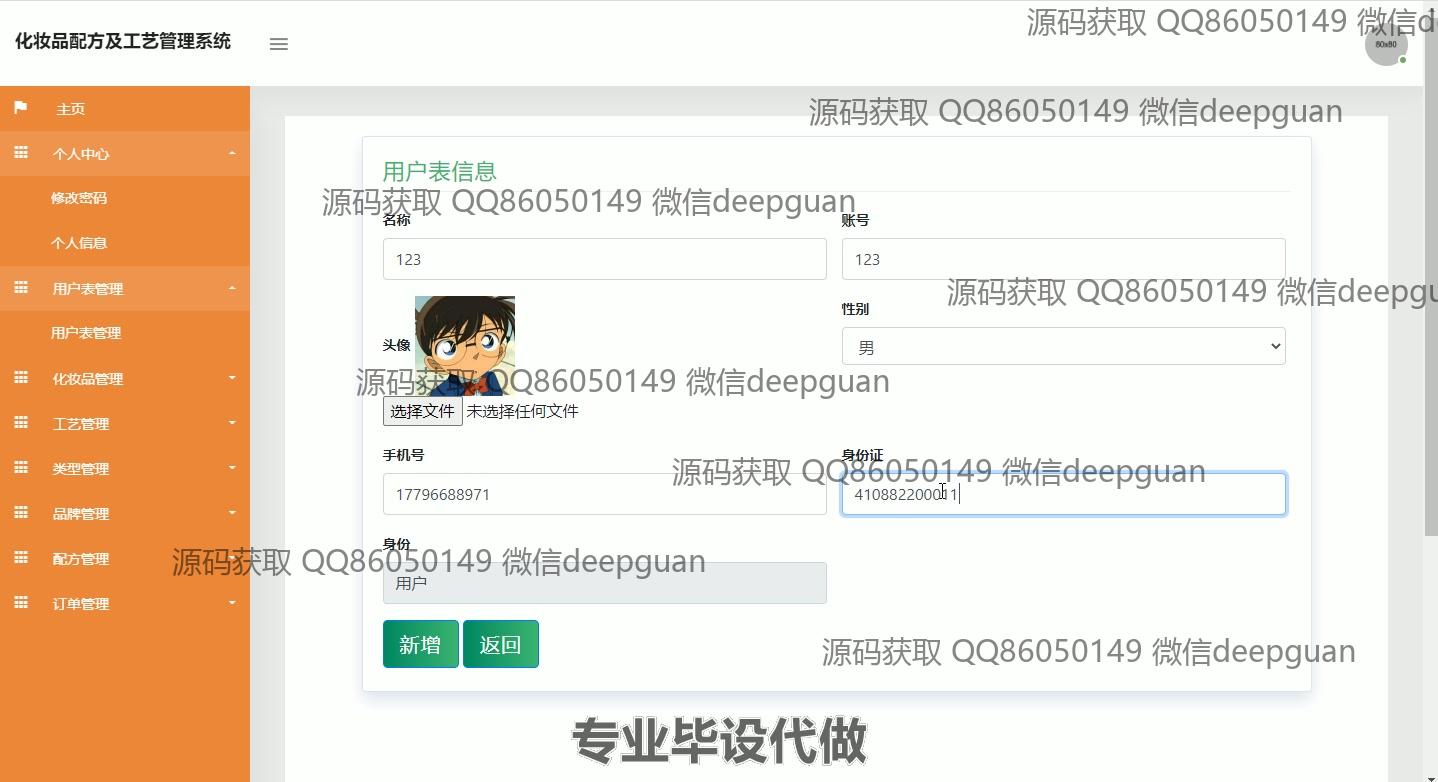 化妆品配方及工艺管理系统
源码获取 QQ86050149 微信d
80x80
主页
源码获取 QQ86050149 微信deepguan
个人中心
用户表信息
修改密码
源码获取 QQ86050149 微信deepguan
名称
账号
个人信息
123
123
用户表管理
源码获取 QQ86050149 微信deepgu
性别
用户表管理
头像
男
化妆品管理
源码获取 QQ86050149 微信deepguan
选择文件 未选择任何文件
工艺管理
手机号
身份证
类型管理
源码获取 QQ86050149 微信deepguan
17796688971
410882200011
品牌管理
身份
配方管理
源码获取 QQ86050149 微信deepguan
用户
订单管理
新增
返回
源码获取 QQ86050149 微信deepguan
专业毕设代做